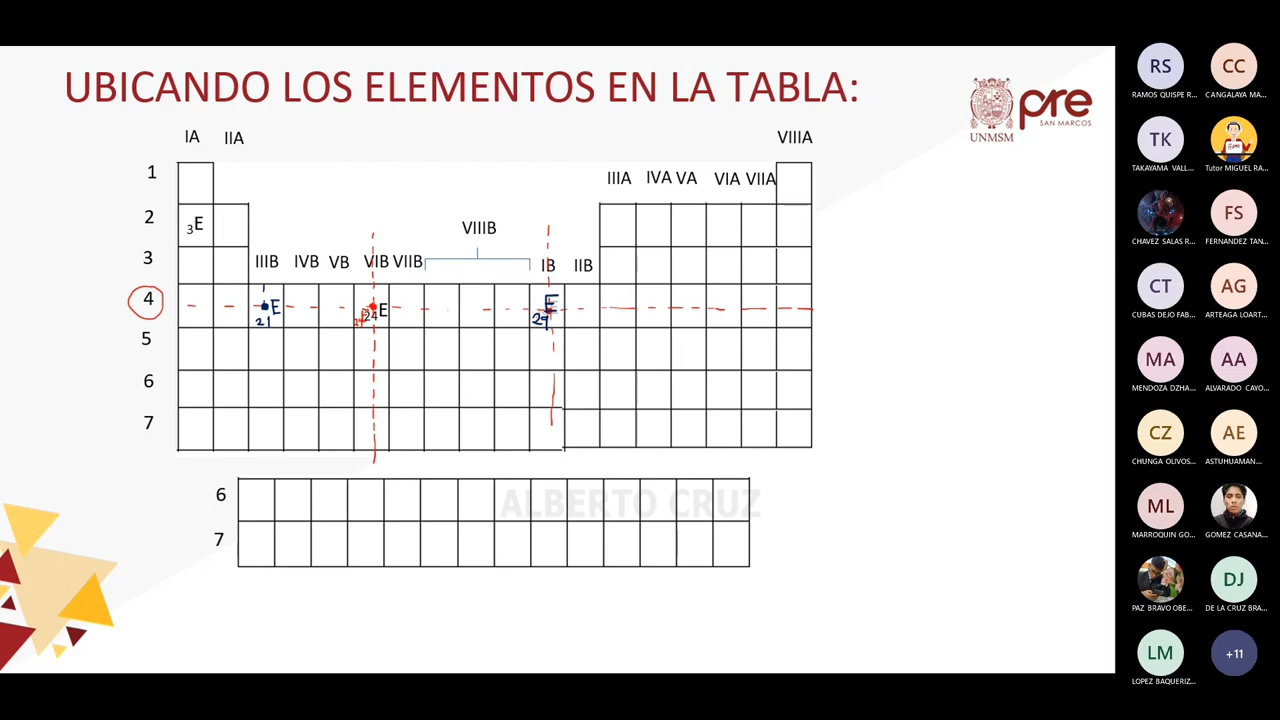 UBICANDO LOS ELEMENTOS EN LA TABLA:
UNMSM
pre
SAN MARCOS
IA IIA VIIIA
1 IIIA IVA VA VIA VIIA
2 ₃E VIIIB
3 IIIB IVB VB VIB VIIB IB IIB
4 ₂₁E ₂₄ ₂₄E ₂₉E
5
6
7
6 ALBERTO CRUZ
7
RS CC
RAMOS QUISPE R... CANGALAYA MA...
TK
TAKAYAMA VALL... Tutor MIGUEL RA...
FS
CHAVEZ SALAS R... FERNANDEZ TAN...
CT AG
CUBAS DEJO FAB... ARTEAGA LOART...
MA AA
MENDOZA DZHA... ALVARADO CAYO...
CZ AE
CHUNGA OLIVOS... ASTUHUAMAN...
ML
MARROQUIN GO... GOMEZ CASANA...
DJ
PAZ BRAVO OBE... DE LA CRUZ BRA...
LM +11
LOPEZ BAQUERIZ...